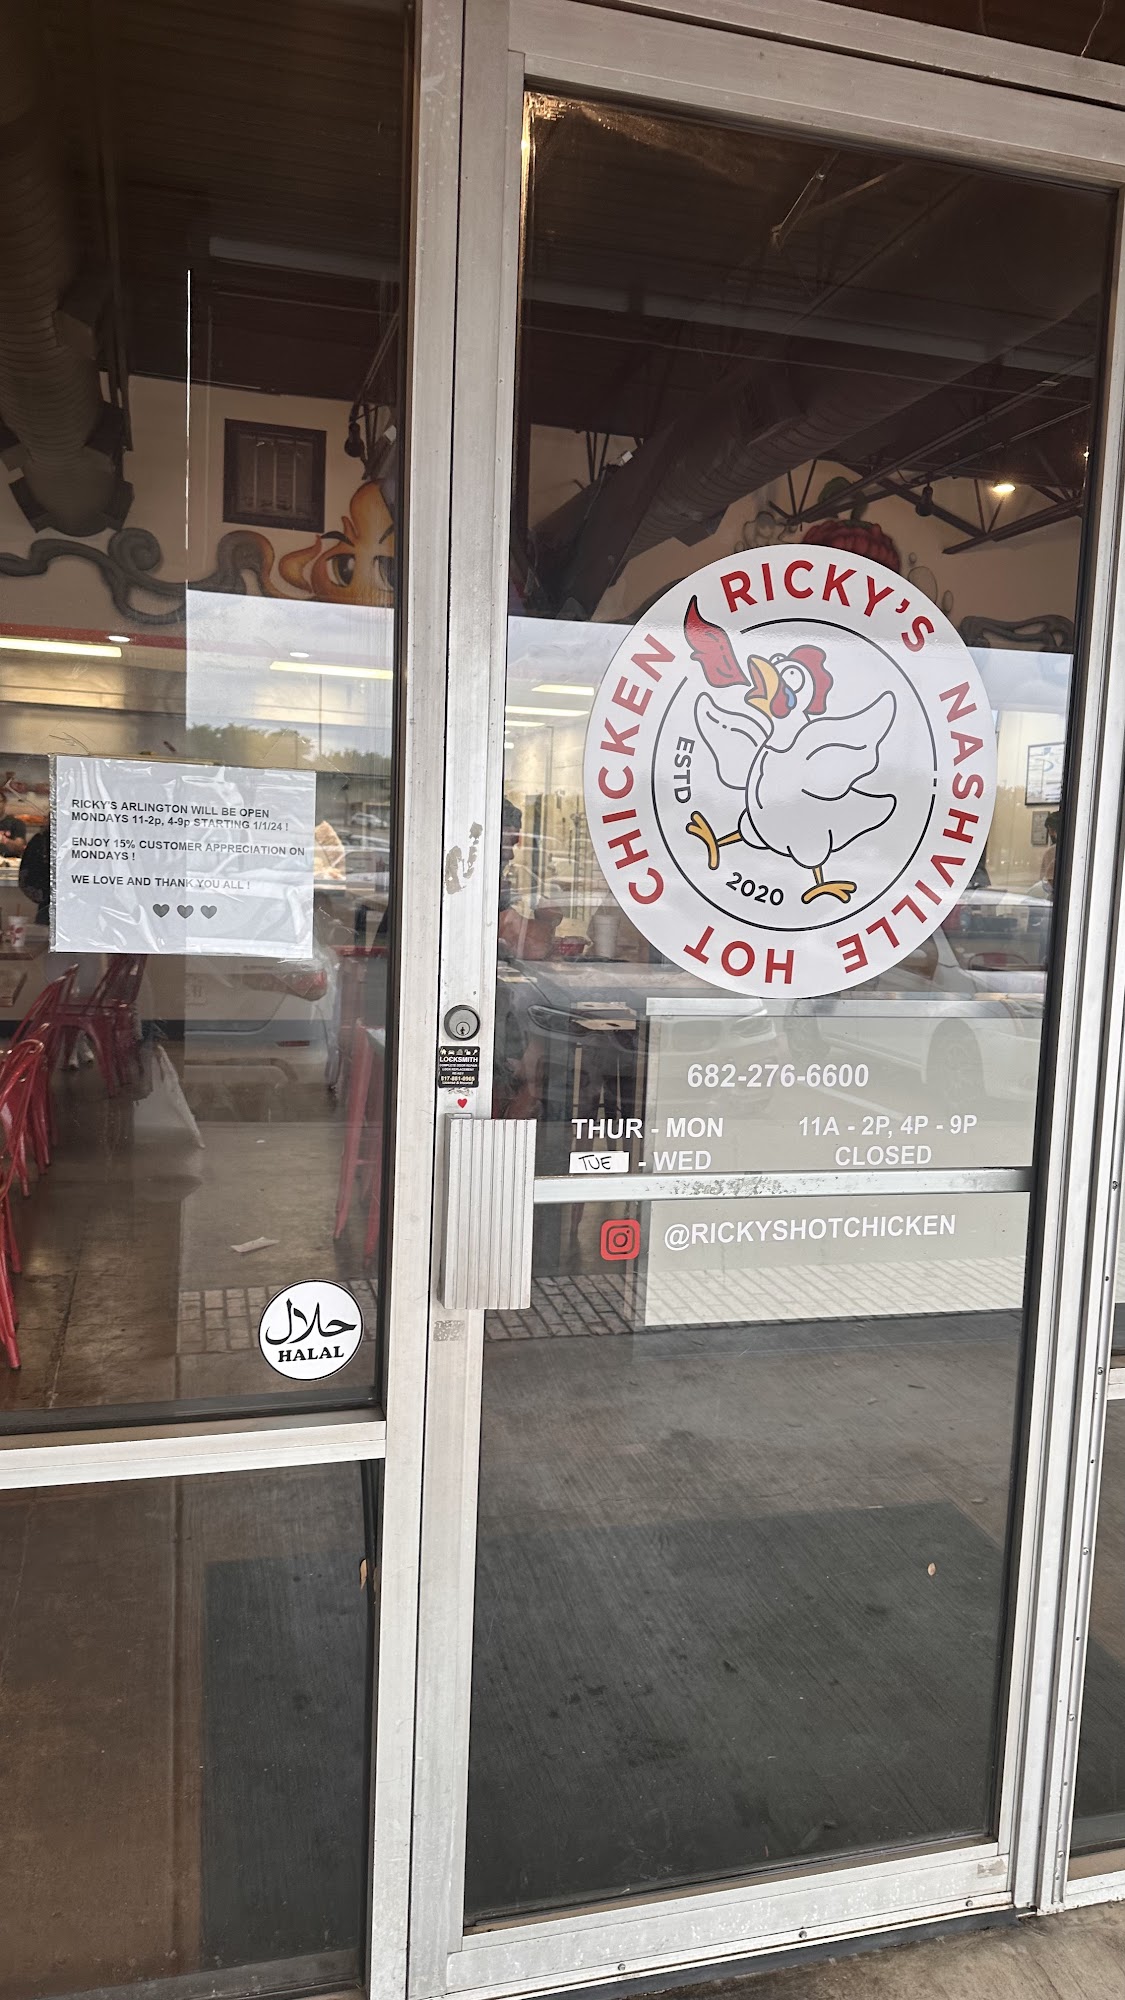 RICKY'S ARLINGTON WILL BE OPEN
MONDAYS 11-2p, 4-9p STARTING 1/1/24 !
ENJOY 15% CUSTOMER APPRECIATION ON
MONDAYS !
WE LOVE AND THANK YOU ALL !
RICKY'S NASHVILLE HOT CHICKEN
ESTD
2020
LOCKSMITH
682-276-6600
THUR - MON 11A - 2P, 4P - 9P
TUE - WED CLOSED
@RICKYSHOTCHICKEN
حلال
HALAL